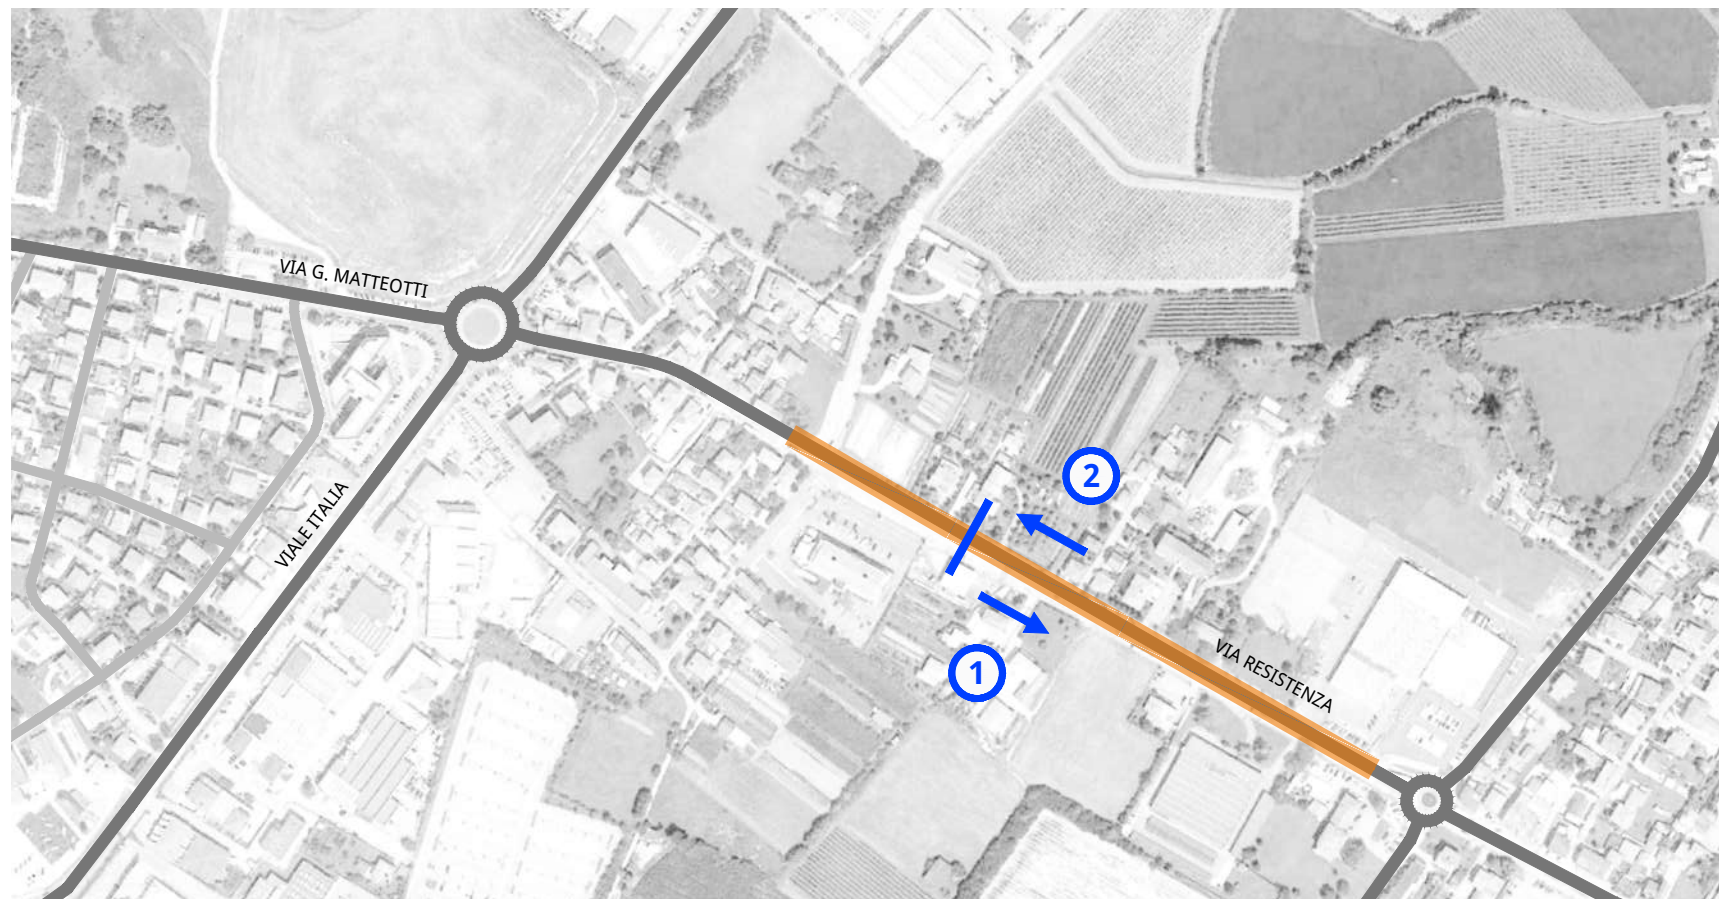 VIA G. MATTEOTTI
VIALE ITALIA
2
1
VIA RESISTENZA